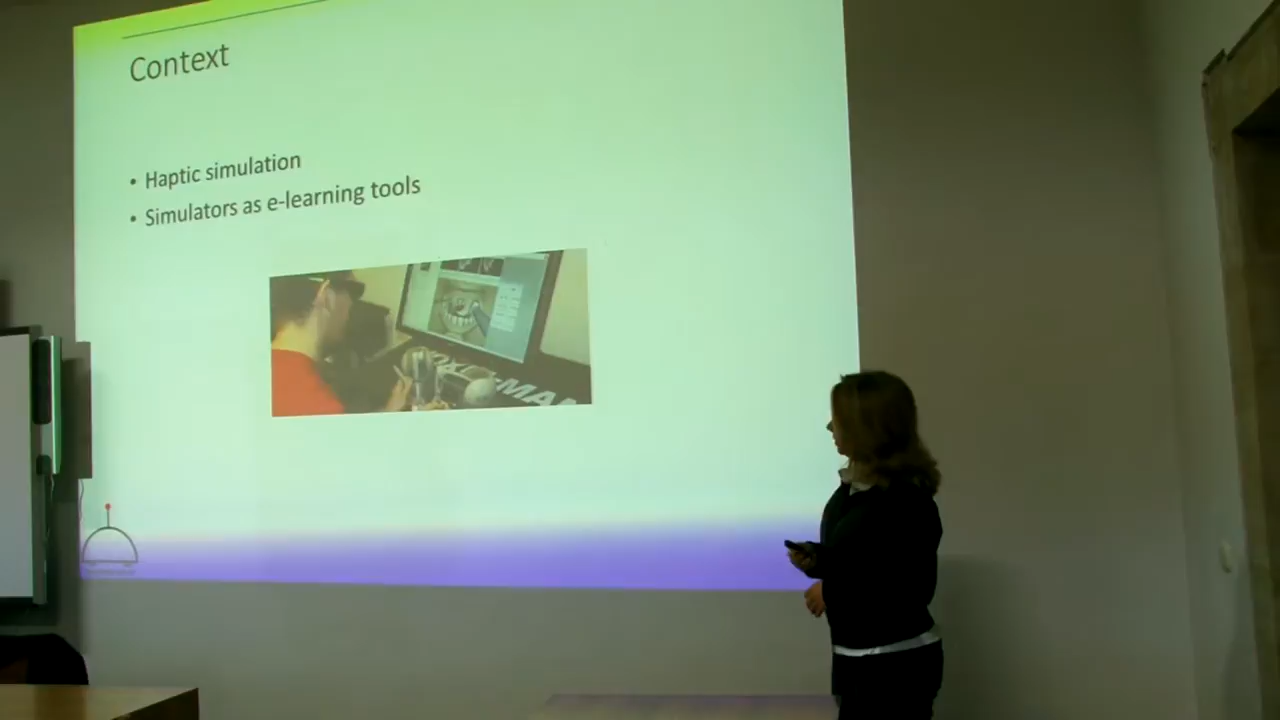 Context
• Haptic simulation
• Simulators as e-learning tools